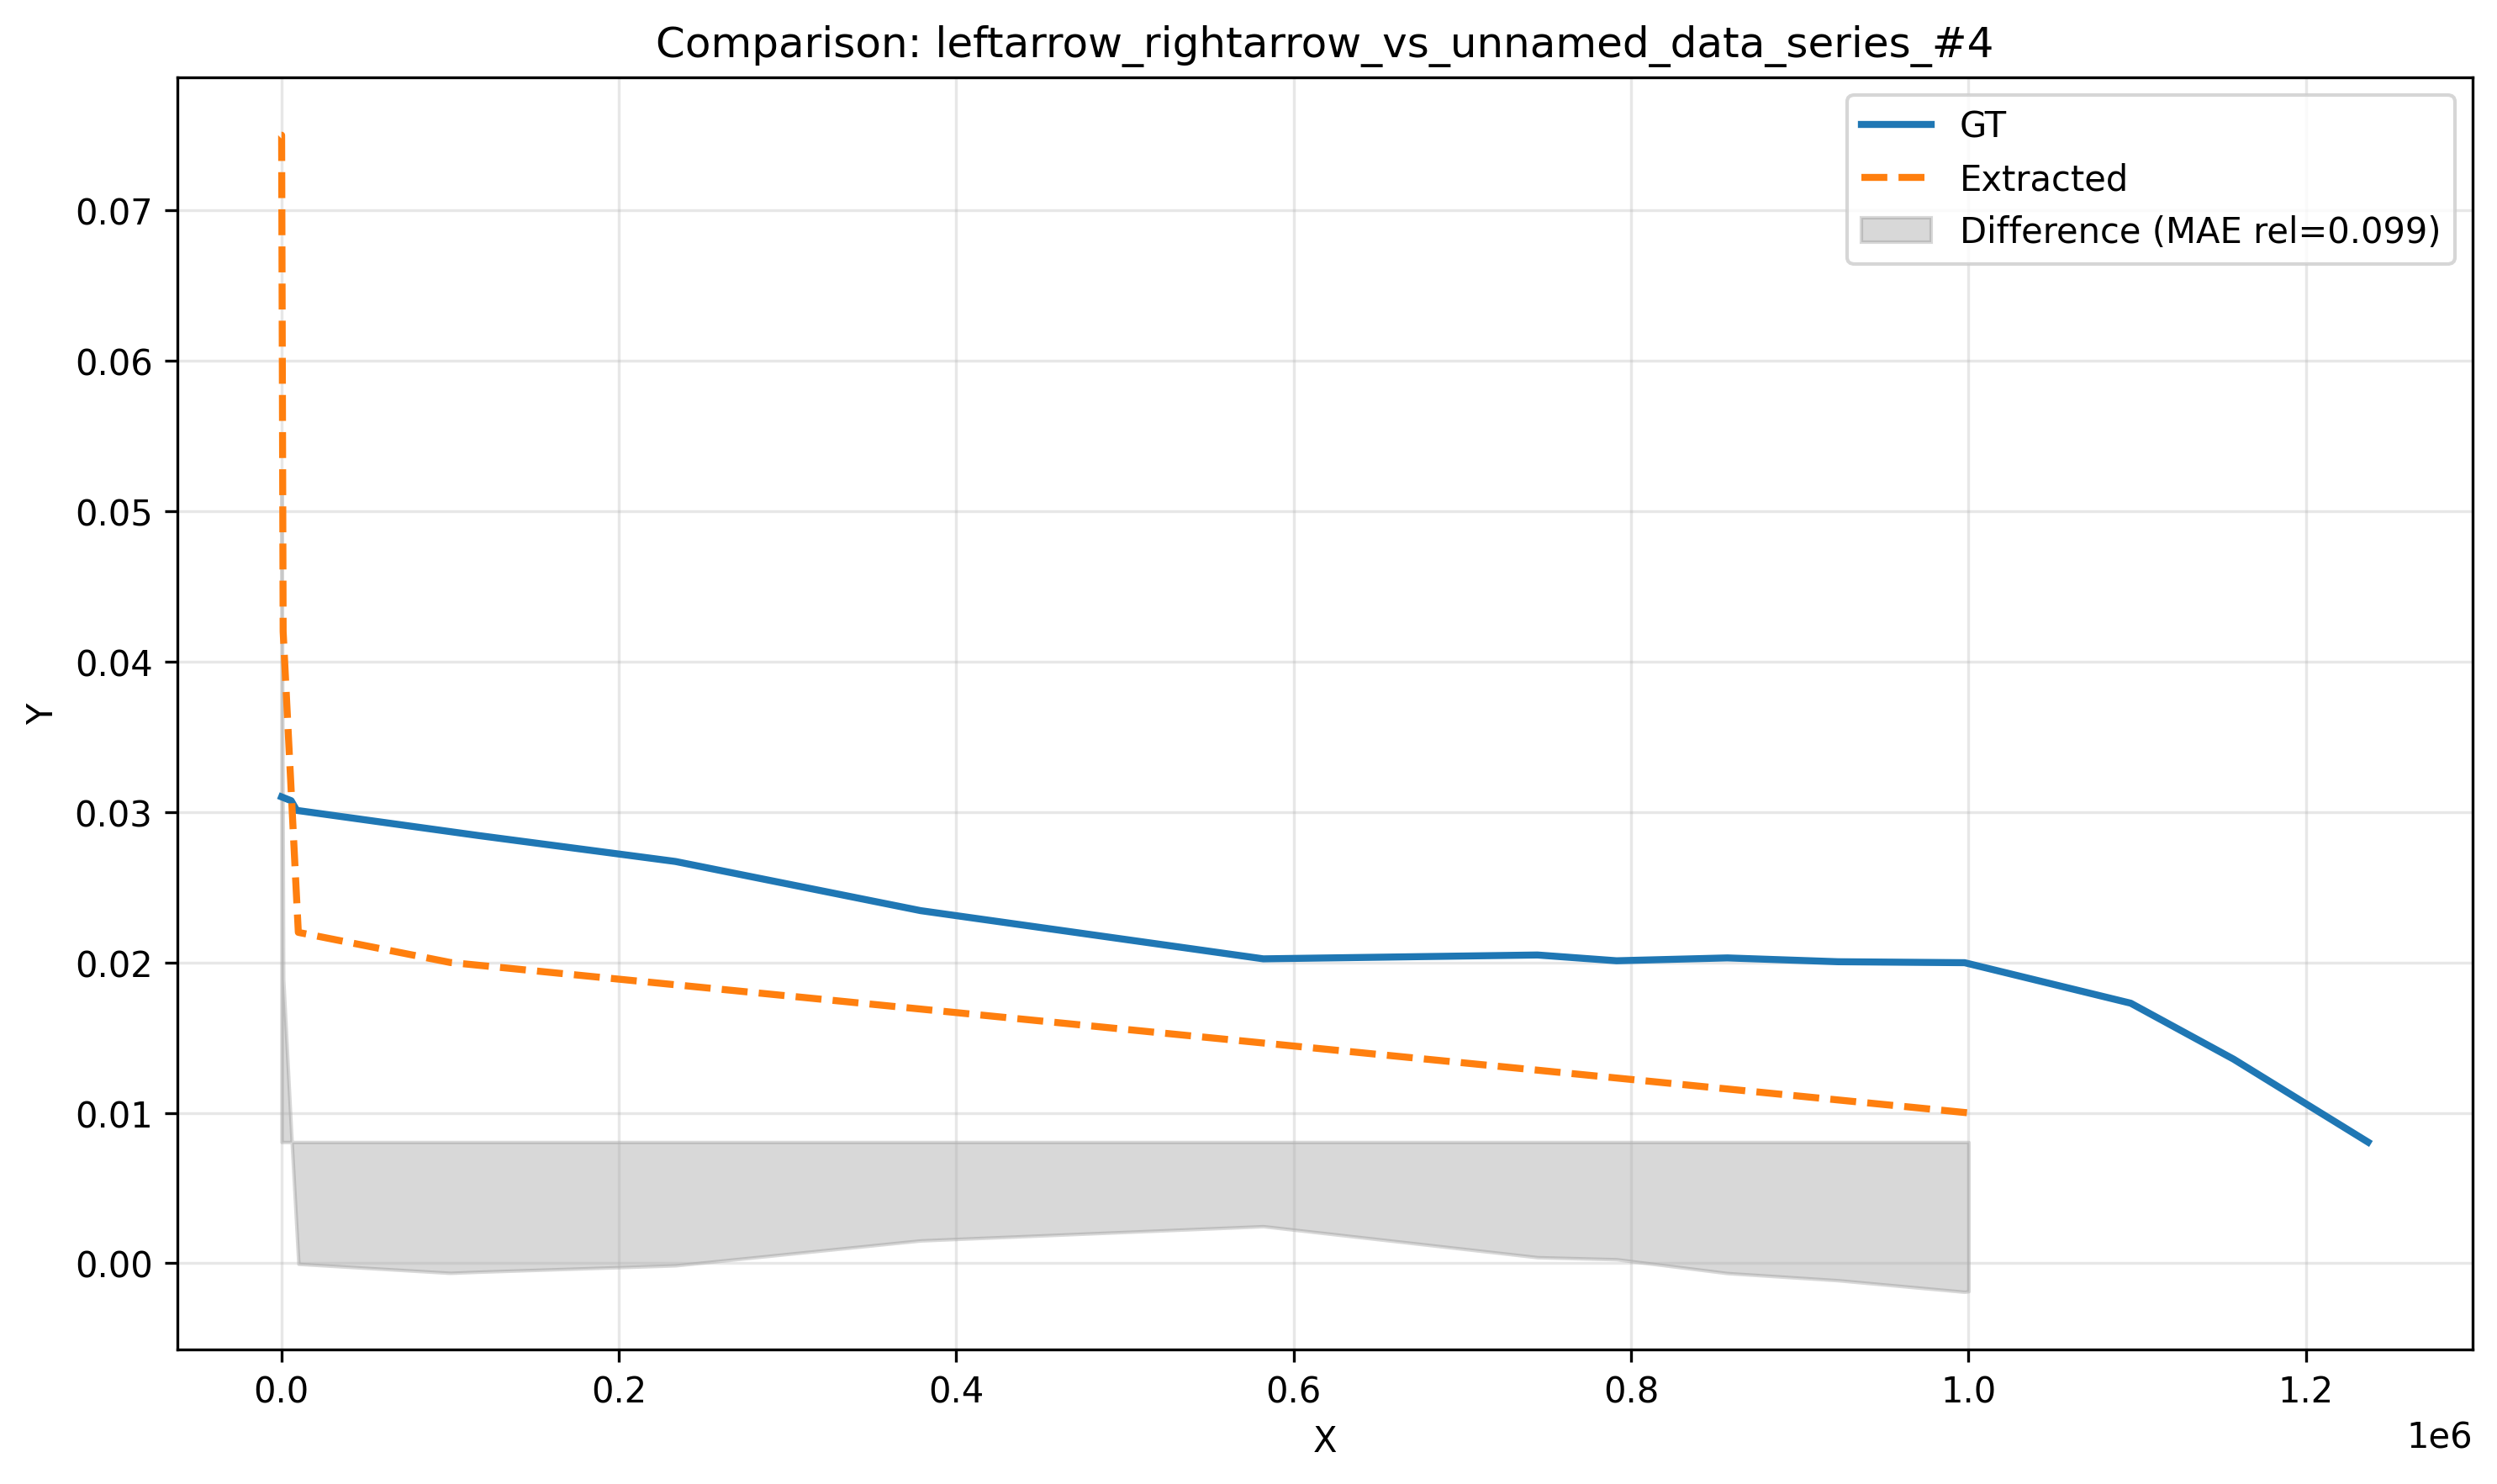 Comparison: leftarrow_rightarrow_vs_unnamed_data_series_#4
GT
Extracted
Difference (MAE rel=0.099)
0.07
0.06
0.05
0.04
0.03
0.02
0.01
0.00
Y
0.0 0.2 0.4 0.6 0.8 1.0 1.2
X
1e6